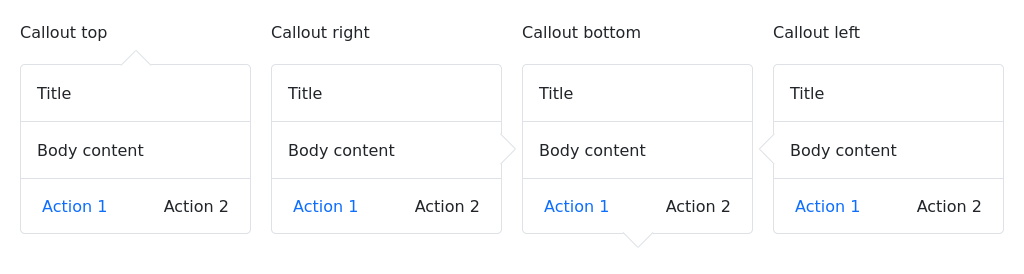 Callout top
Callout right
Callout bottom
Callout left
Title
Title
Title
Title
Body content
Body content
Body content
Body content
Action 1 Action 2
Action 1 Action 2
Action 1 Action 2
Action 1 Action 2